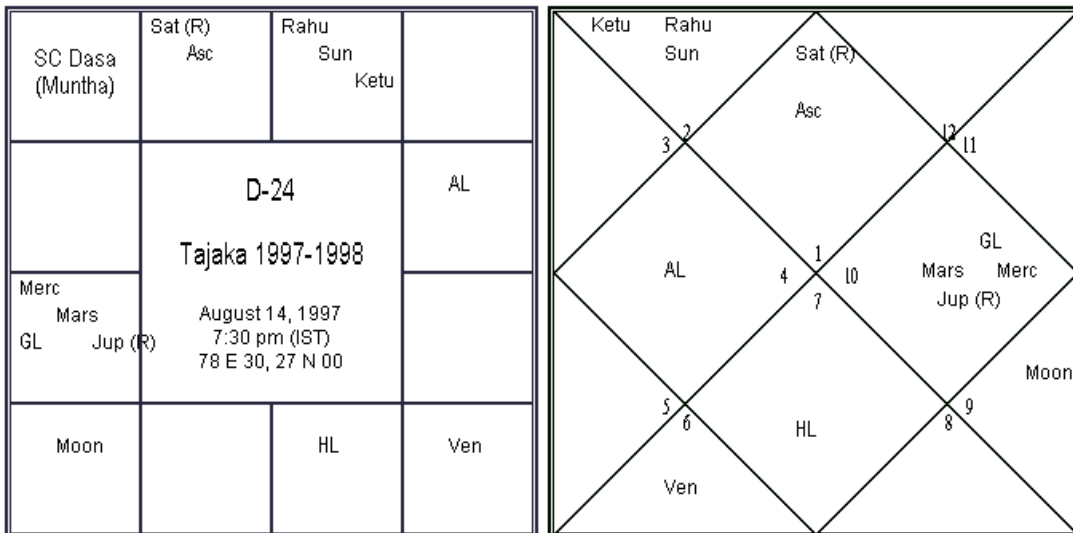 Sat (R)
Asc
Rahu
Sun
Ketu
SC Dasa
(Muntha)
AL
D-24
Tajaka 1997-1998
August 14, 1997
7:30 pm (IST)
78 E 30, 27 N 00
Merc
Mars
GL Jup (R)
Moon
HL
Ven
Ketu Rahu
Sun
Sat (R)
Asc
2
3
12
11
1
4 10
7
AL
GL
Mars Merc
Jup (R)
Moon
5
6
9
8
HL
Ven